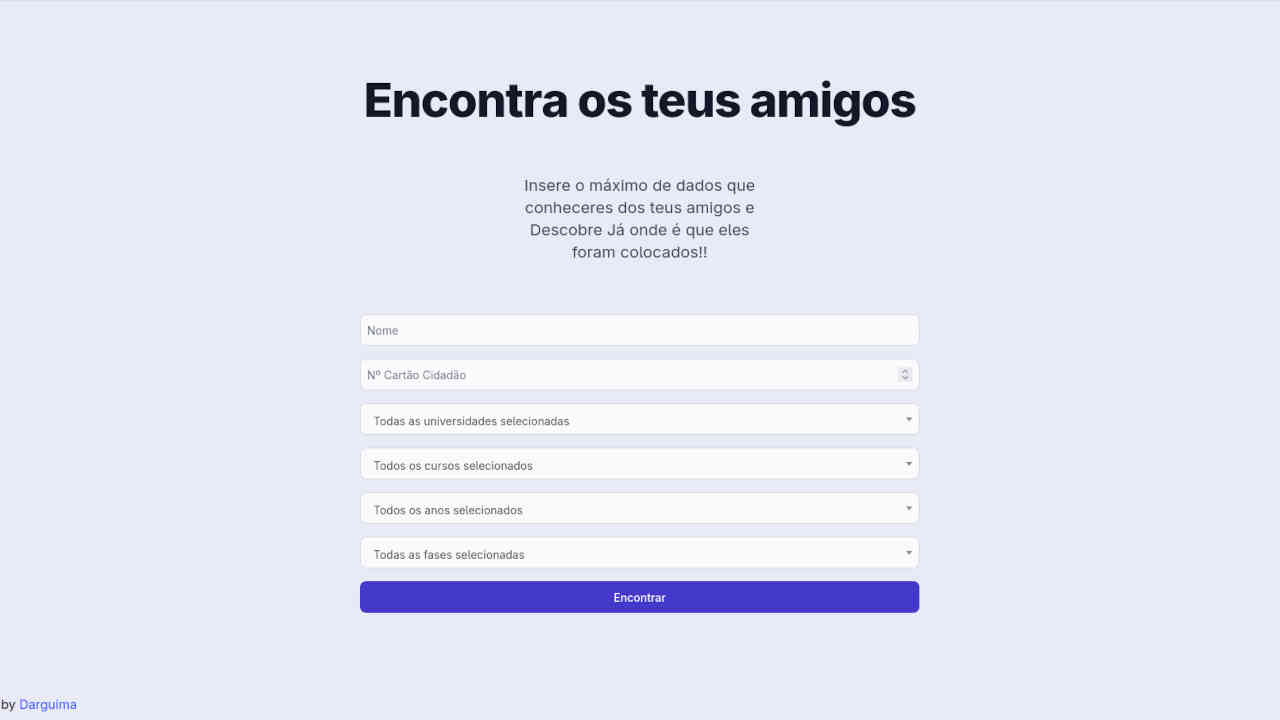 Encontra os teus amigos
Insere o máximo de dados que
conheceres dos teus amigos e
Descobre Já onde é que eles
foram colocados!!
Nome
Nº Cartão Cidadão
Todas as universidades selecionadas
Todos os cursos selecionados
Todos os anos selecionados
Todas as fases selecionadas
Encontrar
by Darguima